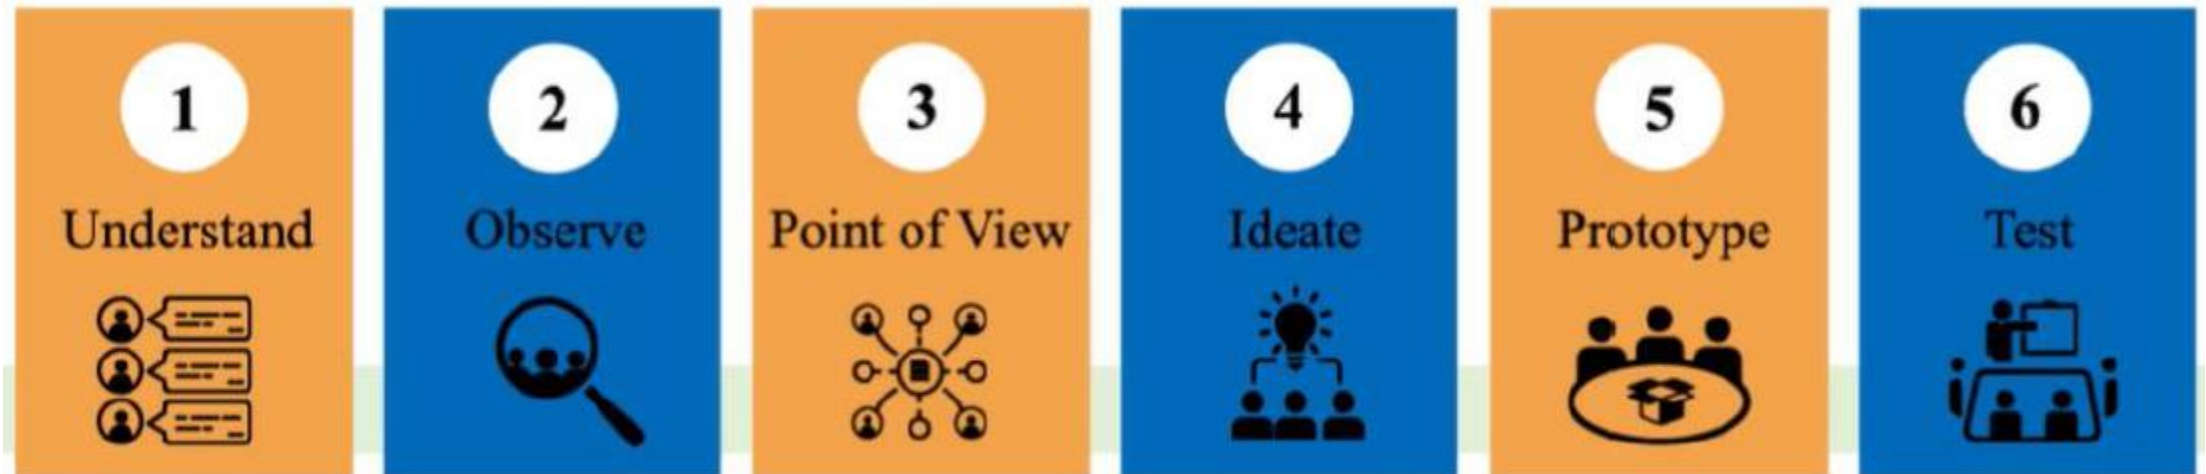 1
Understand
2
Observe
3
Point of View
4
Ideate
5
Prototype
6
Test